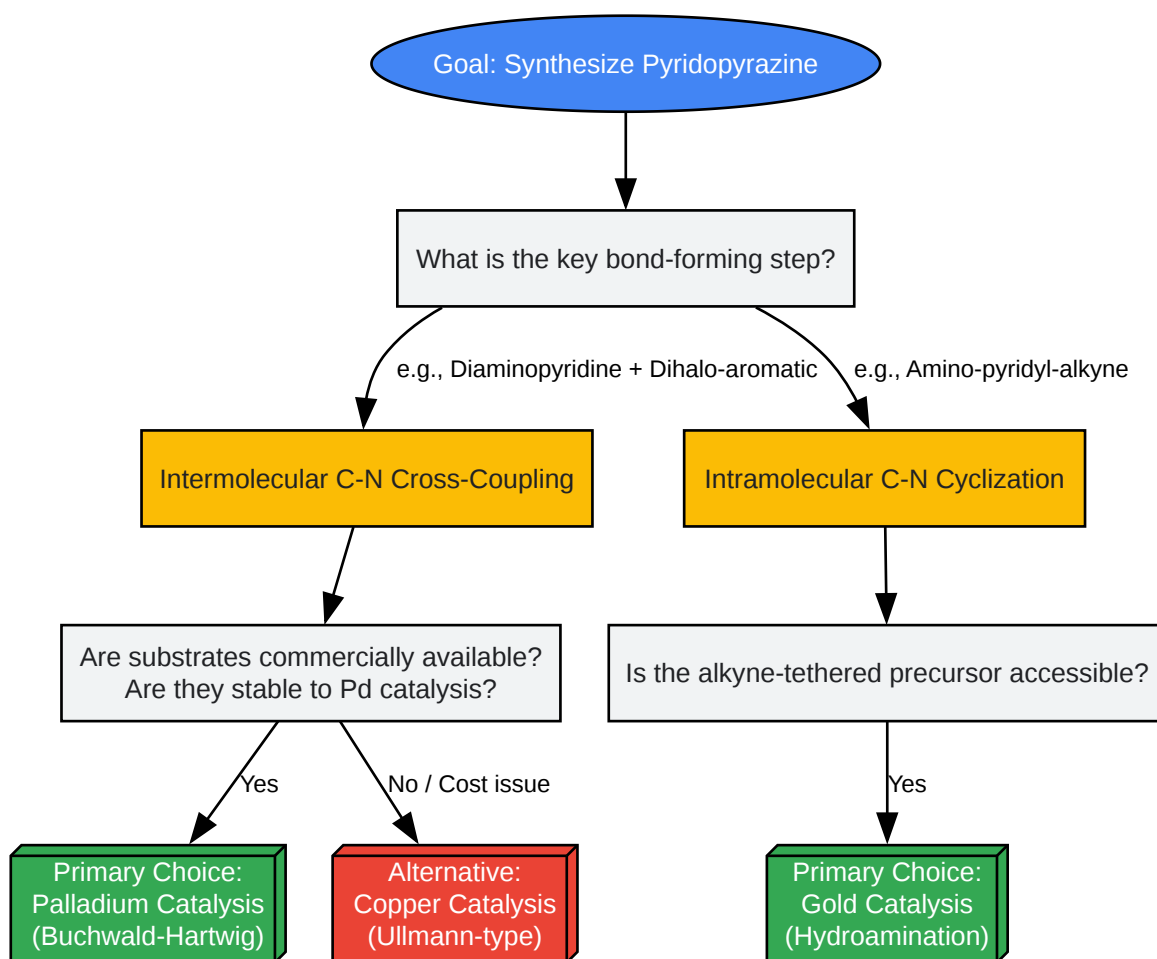 Goal: Synthesize Pyridopyrazine
What is the key bond-forming step?
e.g., Diaminopyridine + Dihalo-aromatic
e.g., Amino-pyridyl-alkyne
Intermolecular C-N Cross-Coupling
Intramolecular C-N Cyclization
Are substrates commercially available?
Are they stable to Pd catalysis?
Is the alkyne-tethered precursor accessible?
Yes
No / Cost issue
Yes
Primary Choice:
Palladium Catalysis
(Buchwald-Hartwig)
Alternative:
Copper Catalysis
(Ullmann-type)
Primary Choice:
Gold Catalysis
(Hydroamination)